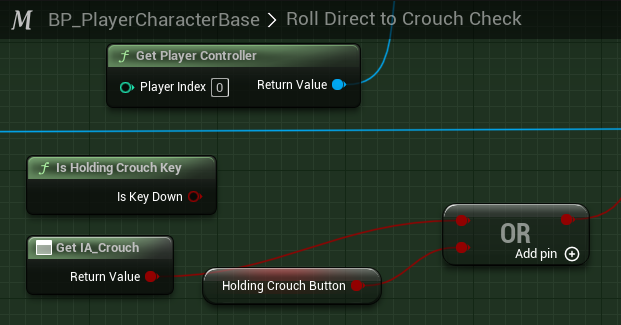 BP_PlayerCharacterBase > Roll Direct to Crouch Check
f Get Player Controller
Player Index 0
Return Value
f Is Holding Crouch Key
Is Key Down
Get IA_Crouch
Return Value
Holding Crouch Button
OR
Add pin